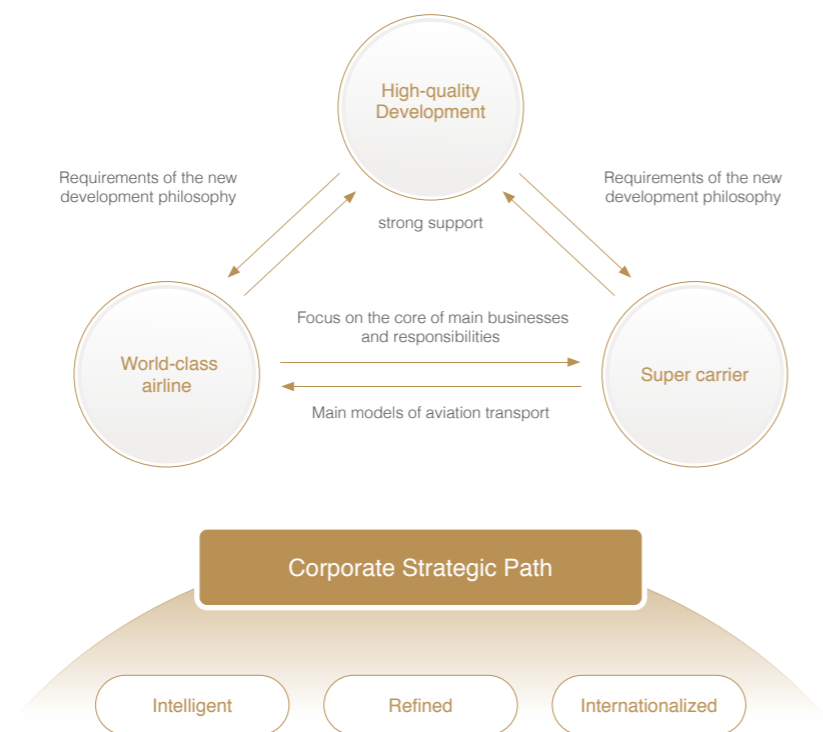 High-quality
Development
Requirements of the new
development philosophy
Requirements of the new
development philosophy
strong support
Focus on the core of main businesses
and responsibilities
World-class
airline
Super carrier
Main models of aviation transport
Corporate Strategic Path
Intelligent
Refined
Internationalized